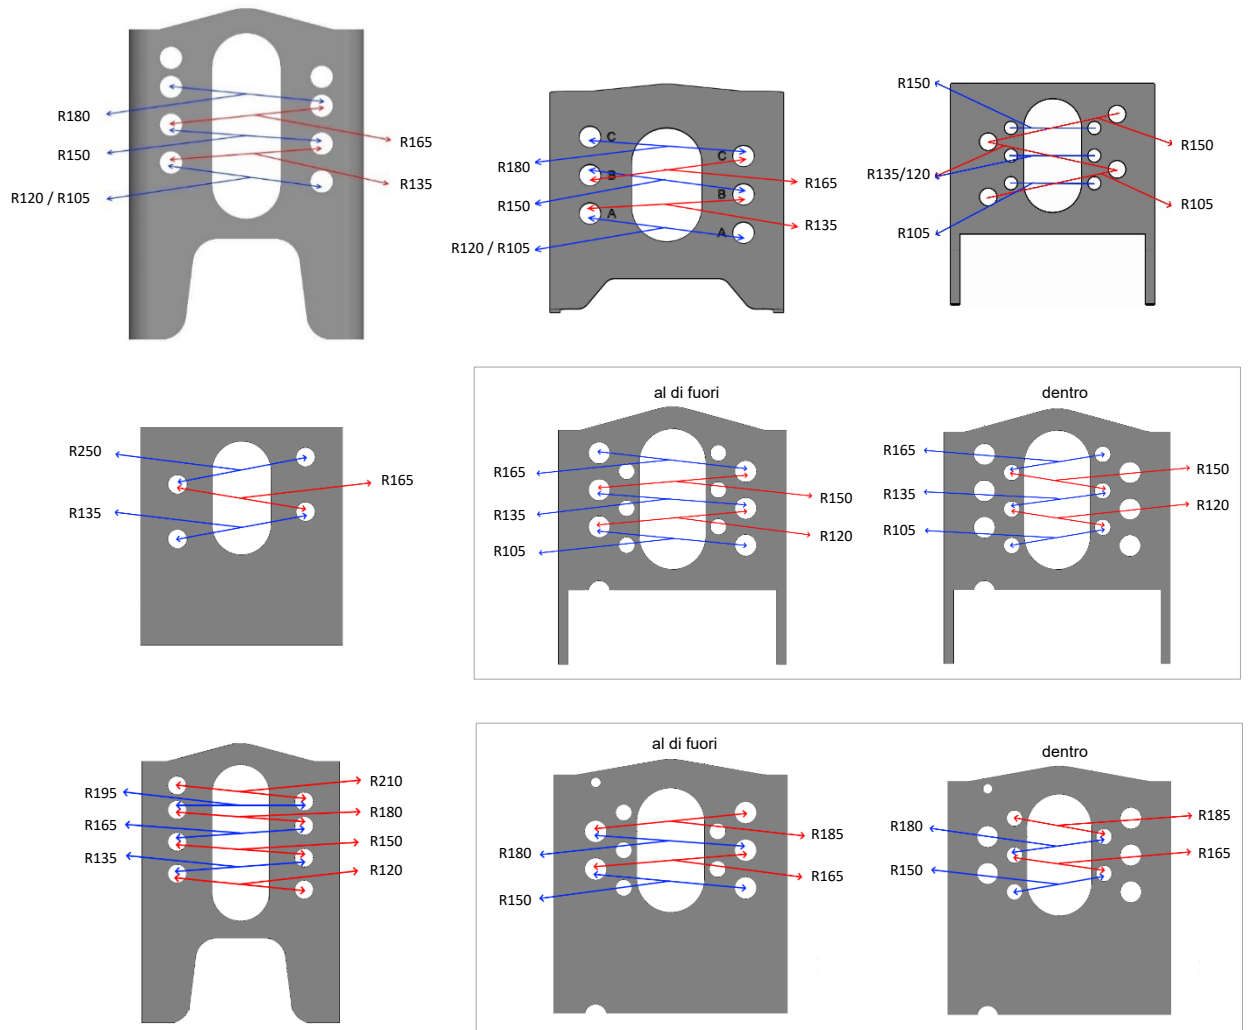 R180
R150
R120 / R105
R165
R135
C
B
A
C
B
A
R180
R150
R120 / R105
R165
R135
R150
R135/120
R105
R150
R105
R250
R135
R165
al di fuori
R165
R135
R105
R150
R120
dentro
R165
R135
R105
R150
R120
R195
R165
R135
R210
R180
R150
R120
al di fuori
R180
R150
R185
R165
dentro
R180
R150
R185
R165